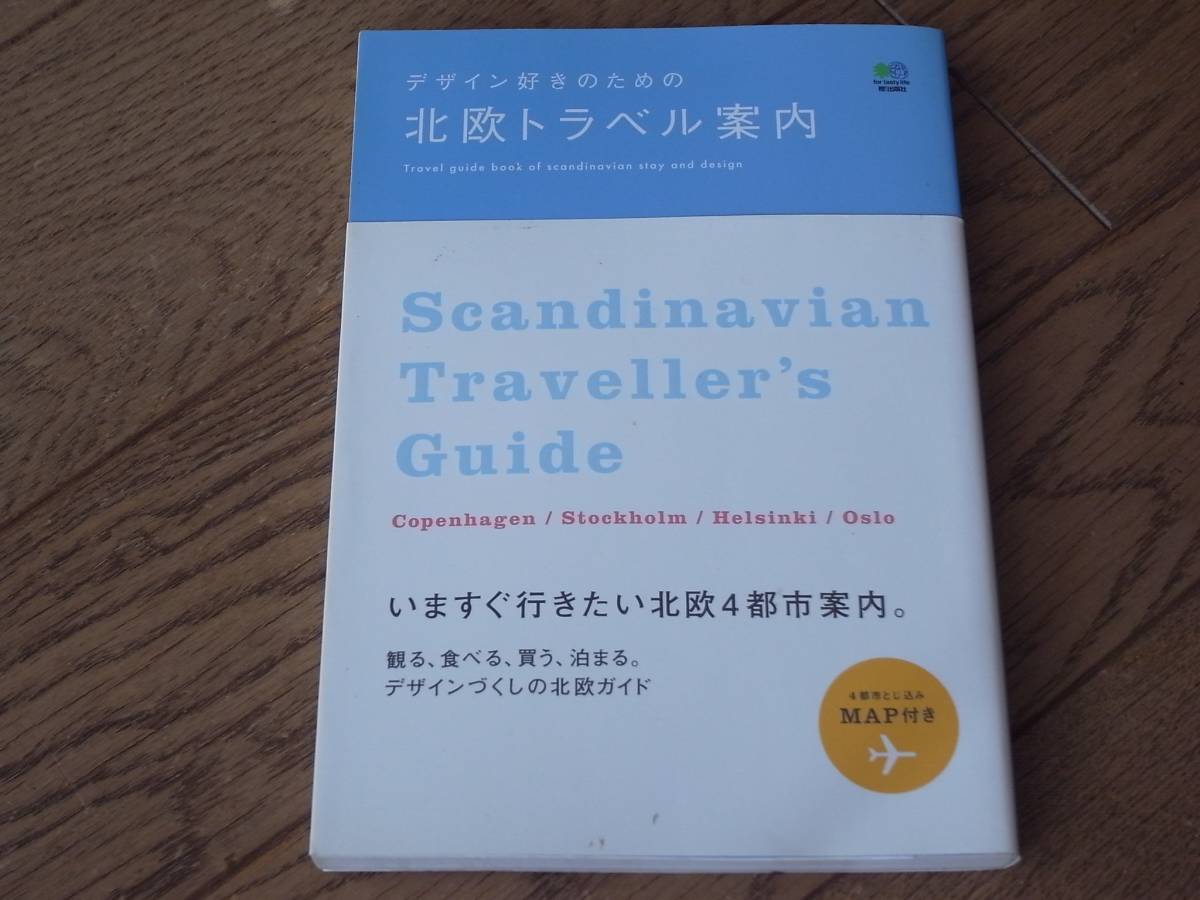 デザイン好きのための
for tasty life
枻出版社
北欧トラベル案内
Travel guide book of scandinavian stay and design
Scandinavian
Traveller's
Guide
Copenhagen / Stockholm / Helsinki / Oslo
いますぐ行きたい北欧4都市案内。
観る、食べる、買う、泊まる。
デザインづくしの北欧ガイド
4都市とじ込み
MAP付き